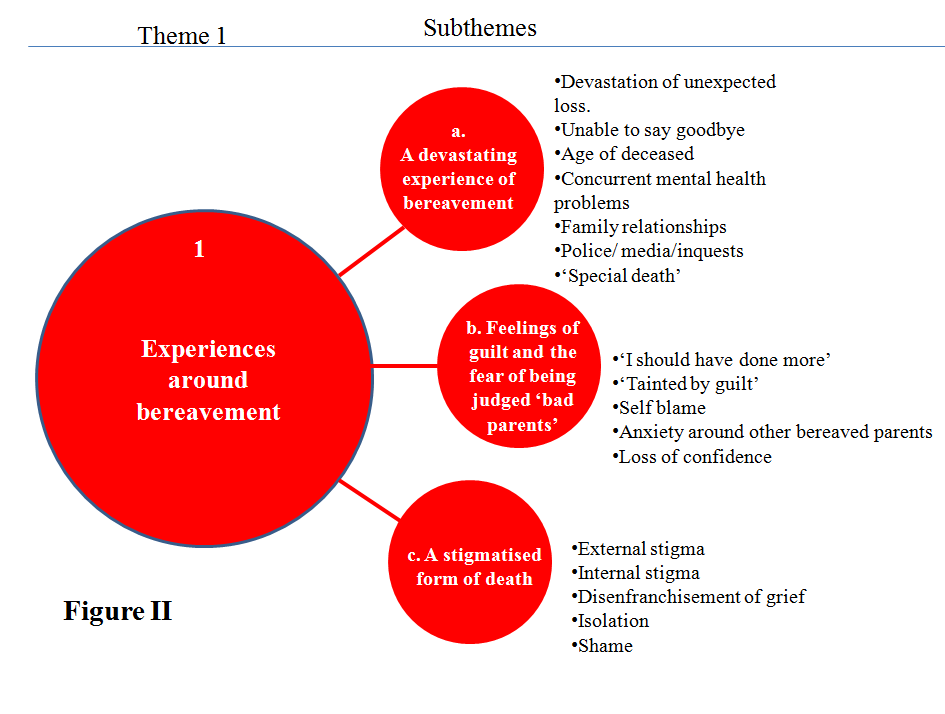 Theme 1
Subthemes
1
Experiences
around
bereavement
a.
A devastating
experience of
bereavement
•Devastation of unexpected
loss.
•Unable to say goodbye
•Age of deceased
•Concurrent mental health
problems
•Family relationships
•Police/ media/inquests
•‘Special death’
b. Feelings of
guilt and the
fear of being
judged ‘bad
parents’
•‘I should have done more’
•‘Tainted by guilt’
•Self blame
•Anxiety around other bereaved parents
•Loss of confidence
c. A stigmatised
form of death
•External stigma
•Internal stigma
•Disenfranchisement of grief
•Isolation
•Shame
Figure II